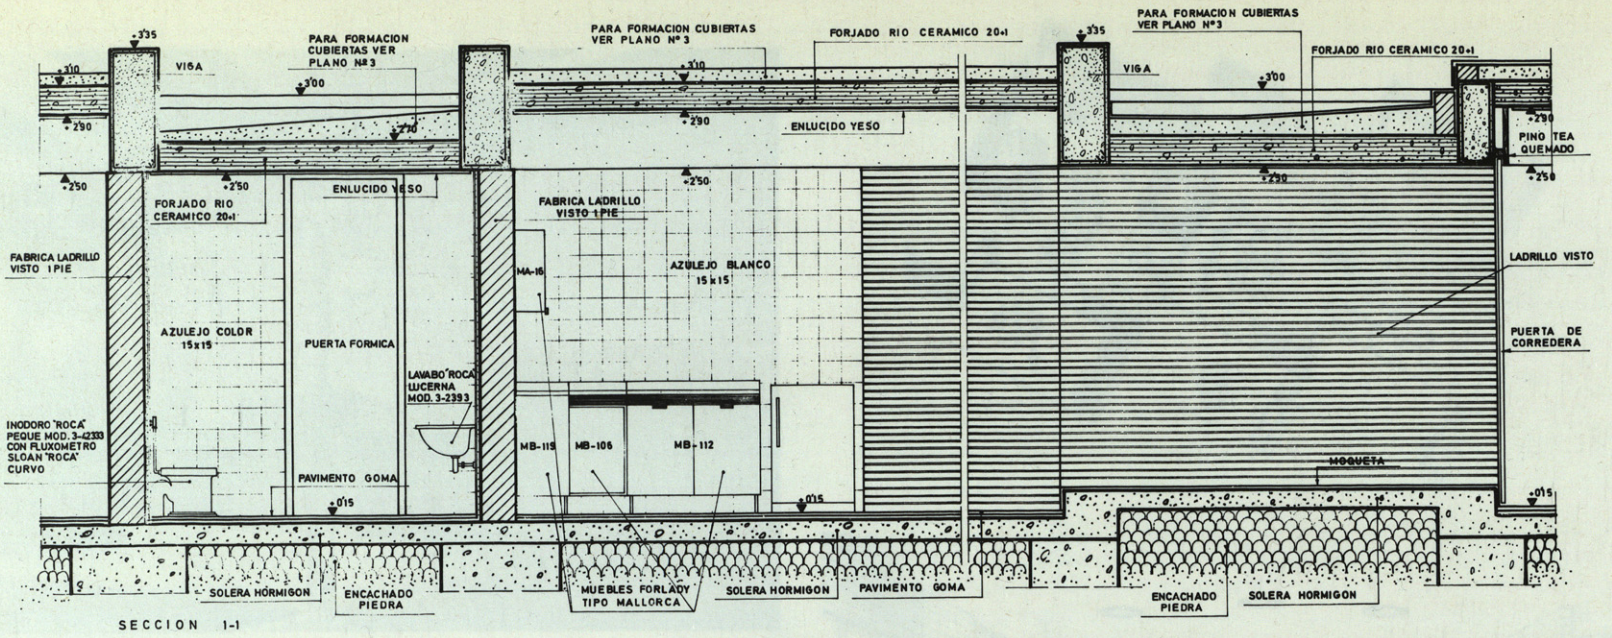 +3'35
PARA FORMACION
CUBIERTAS VER
PLANO Nº3
VIGA
+3'10
+3'00
+2'90
+2'70
+2'50
+2'50
ENLUCIDO YESO
FORJADO RIO
CERAMICO 20+1
PARA FORMACION CUBIERTAS
VER PLANO Nº3
FORJADO RIO CERAMICO 20+1
+3'10
+2'90
ENLUCIDO YESO
+2'50
+3'35
PARA FORMACION CUBIERTAS
VER PLANO Nº3
FORJADO RIO CERAMICO 20+1
VIGA
+3'00
+2'90
PINO TEA
QUEMADO
+2'50
+2'50
FABRICA LADRILLO
VISTO 1 PIE
AZULEJO COLOR
15x15
PUERTA FORMICA
LAVABO "ROCA"
LUCERNA
MOD. 3-2393
INODORO "ROCA"
PEQUE MOD. 3-42333
CON FLUXOMETRO
SLOAN "ROCA"
CURVO
PAVIMENTO GOMA
+0'15
FABRICA LADRILLO
VISTO 1 PIE
MA-16
AZULEJO BLANCO
15x15
MB-119
MB-106
MB-112
+0'15
LADRILLO VISTO
PUERTA DE
CORREDERA
MOQUETA
+0'15
SOLERA HORMIGON
ENCACHADO
PIEDRA
MUEBLES FORLADY
TIPO MALLORCA
SOLERA HORMIGON
PAVIMENTO GOMA
ENCACHADO
PIEDRA
SOLERA HORMIGON
SECCION 1-1